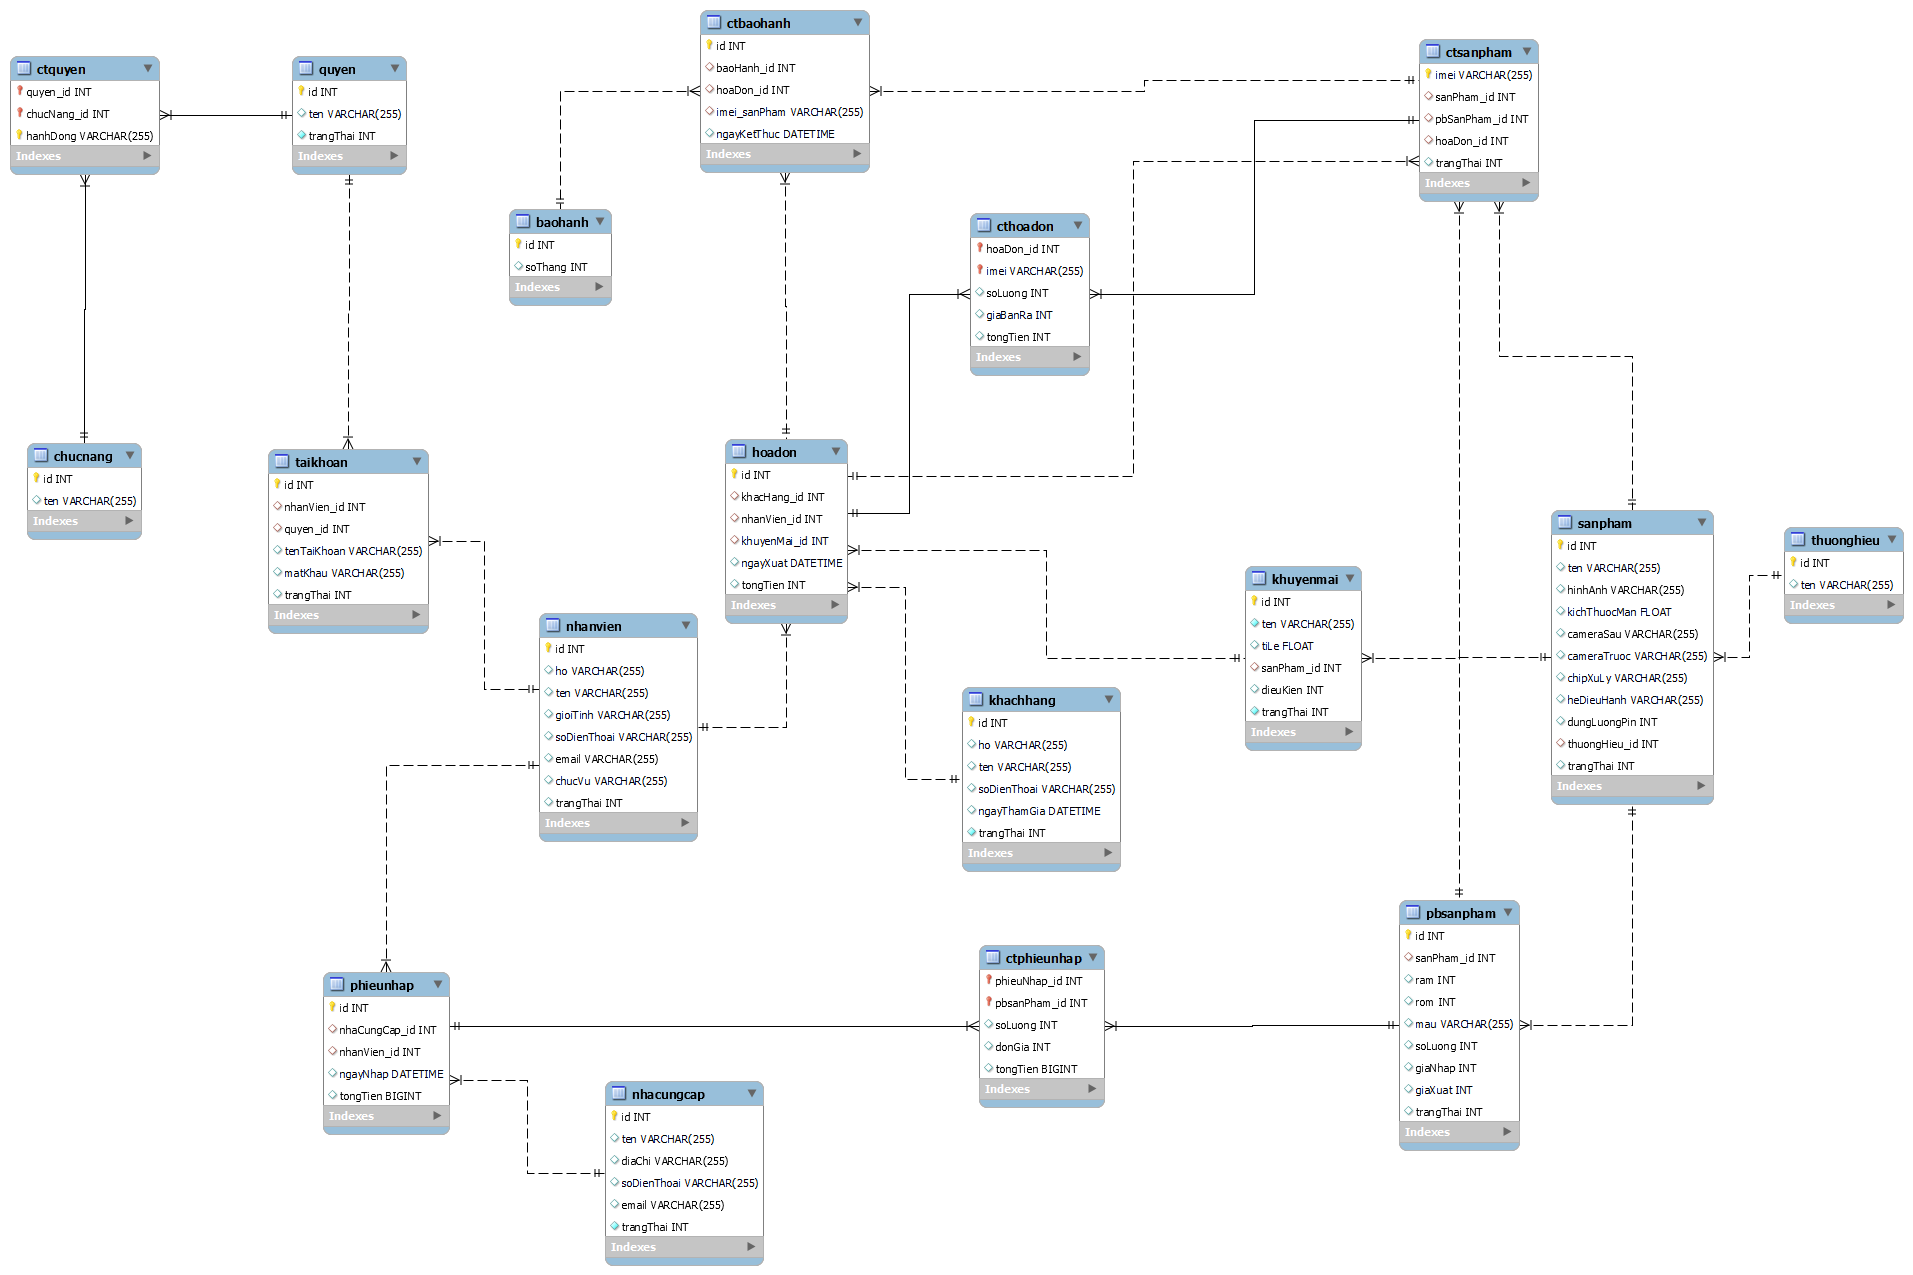 ctquyen
quyen_id INT
chucNang_id INT
hanhDong VARCHAR(255)
Indexes
quyen
id INT
ten VARCHAR(255)
trangThai INT
Indexes
ctbaohanh
id INT
baoHanh_id INT
hoaDon_id INT
imei_sanPham VARCHAR(255)
ngayKetThuc DATETIME
Indexes
ctsanpham
imei VARCHAR(255)
sanPham_id INT
pbSanPham_id INT
hoaDon_id INT
trangThai INT
Indexes
baohanh
id INT
soThang INT
Indexes
cthoadon
hoaDon_id INT
imei VARCHAR(255)
soLuong INT
giaBanRa INT
tongTien INT
Indexes
chucnang
id INT
ten VARCHAR(255)
Indexes
taikhoan
id INT
nhanVien_id INT
quyen_id INT
tenTaiKhoan VARCHAR(255)
matKhau VARCHAR(255)
trangThai INT
Indexes
hoadon
id INT
khacHang_id INT
nhanVien_id INT
khuyenMai_id INT
ngayXuat DATETIME
tongTien INT
Indexes
sanpham
id INT
ten VARCHAR(255)
hinhAnh VARCHAR(255)
kichThuocMan FLOAT
cameraSau VARCHAR(255)
cameraTruoc VARCHAR(255)
chipXuLy VARCHAR(255)
heDieuHanh VARCHAR(255)
dungLuongPin INT
thuongHieu_id INT
trangThai INT
Indexes
thuonghieu
id INT
ten VARCHAR(255)
Indexes
khuyenmai
id INT
ten VARCHAR(255)
tiLe FLOAT
sanPham_id INT
dieuKien INT
trangThai INT
Indexes
nhanvien
id INT
ho VARCHAR(255)
ten VARCHAR(255)
gioiTinh VARCHAR(255)
soDienThoai VARCHAR(255)
email VARCHAR(255)
chucVu VARCHAR(255)
trangThai INT
Indexes
khachhang
id INT
ho VARCHAR(255)
ten VARCHAR(255)
soDienThoai VARCHAR(255)
ngayThamGia DATETIME
trangThai INT
Indexes
pbsanpham
id INT
sanPham_id INT
ram INT
rom INT
mau VARCHAR(255)
soLuong INT
giaNhap INT
giaXuat INT
trangThai INT
Indexes
phieunhap
id INT
nhaCungCap_id INT
nhanVien_id INT
ngayNhap DATETIME
tongTien BIGINT
Indexes
ctphieunhap
phieuNhap_id INT
pbsanPham_id INT
soLuong INT
donGia INT
tongTien BIGINT
Indexes
nhacungcap
id INT
ten VARCHAR(255)
diaChi VARCHAR(255)
soDienThoai VARCHAR(255)
email VARCHAR(255)
trangThai INT
Indexes